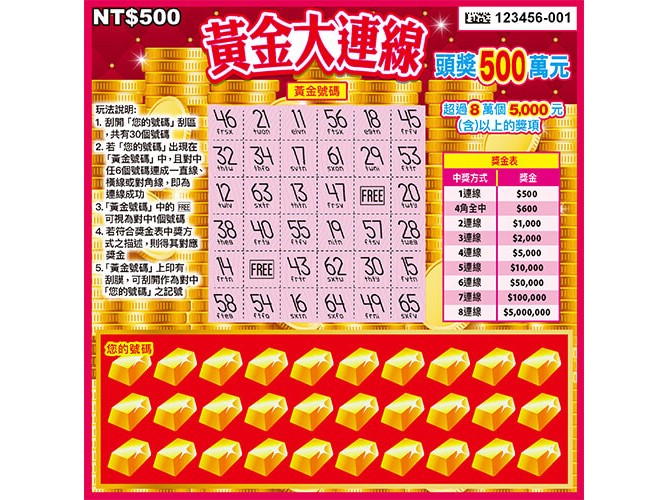 NT$500
123456-001
黃金大連線
頭獎500萬元
超過8萬個5,000元
(含)以上的獎項
黃金號碼
玩法說明:
1. 刮開「您的號碼」刮區
，共有30個號碼
2. 若「您的號碼」出現在
「黃金號碼」中，且對中
任6個號碼連成一直線、
橫線或對角線，即為
連線成功
3.「黃金號碼」中的 FREE
可視為對中1個號碼
4. 若符合獎金表中獎方
式之描述，則得其對應
獎金
5.「黃金號碼」上印有
刮膜，可刮開作為對中
「您的號碼」之記號
46 21 11 56 18 45
32 34 17 61 29 53
12 63 13 47 FREE 20
38 40 55 19 57 28
14 FREE 43 62 30 15
58 54 16 64 49 65
獎金表
中獎方式 獎金
1連線 $500
4角全中 $600
2連線 $1,000
3連線 $2,000
4連線 $5,000
5連線 $10,000
6連線 $50,000
7連線 $100,000
8連線 $5,000,000
您的號碼